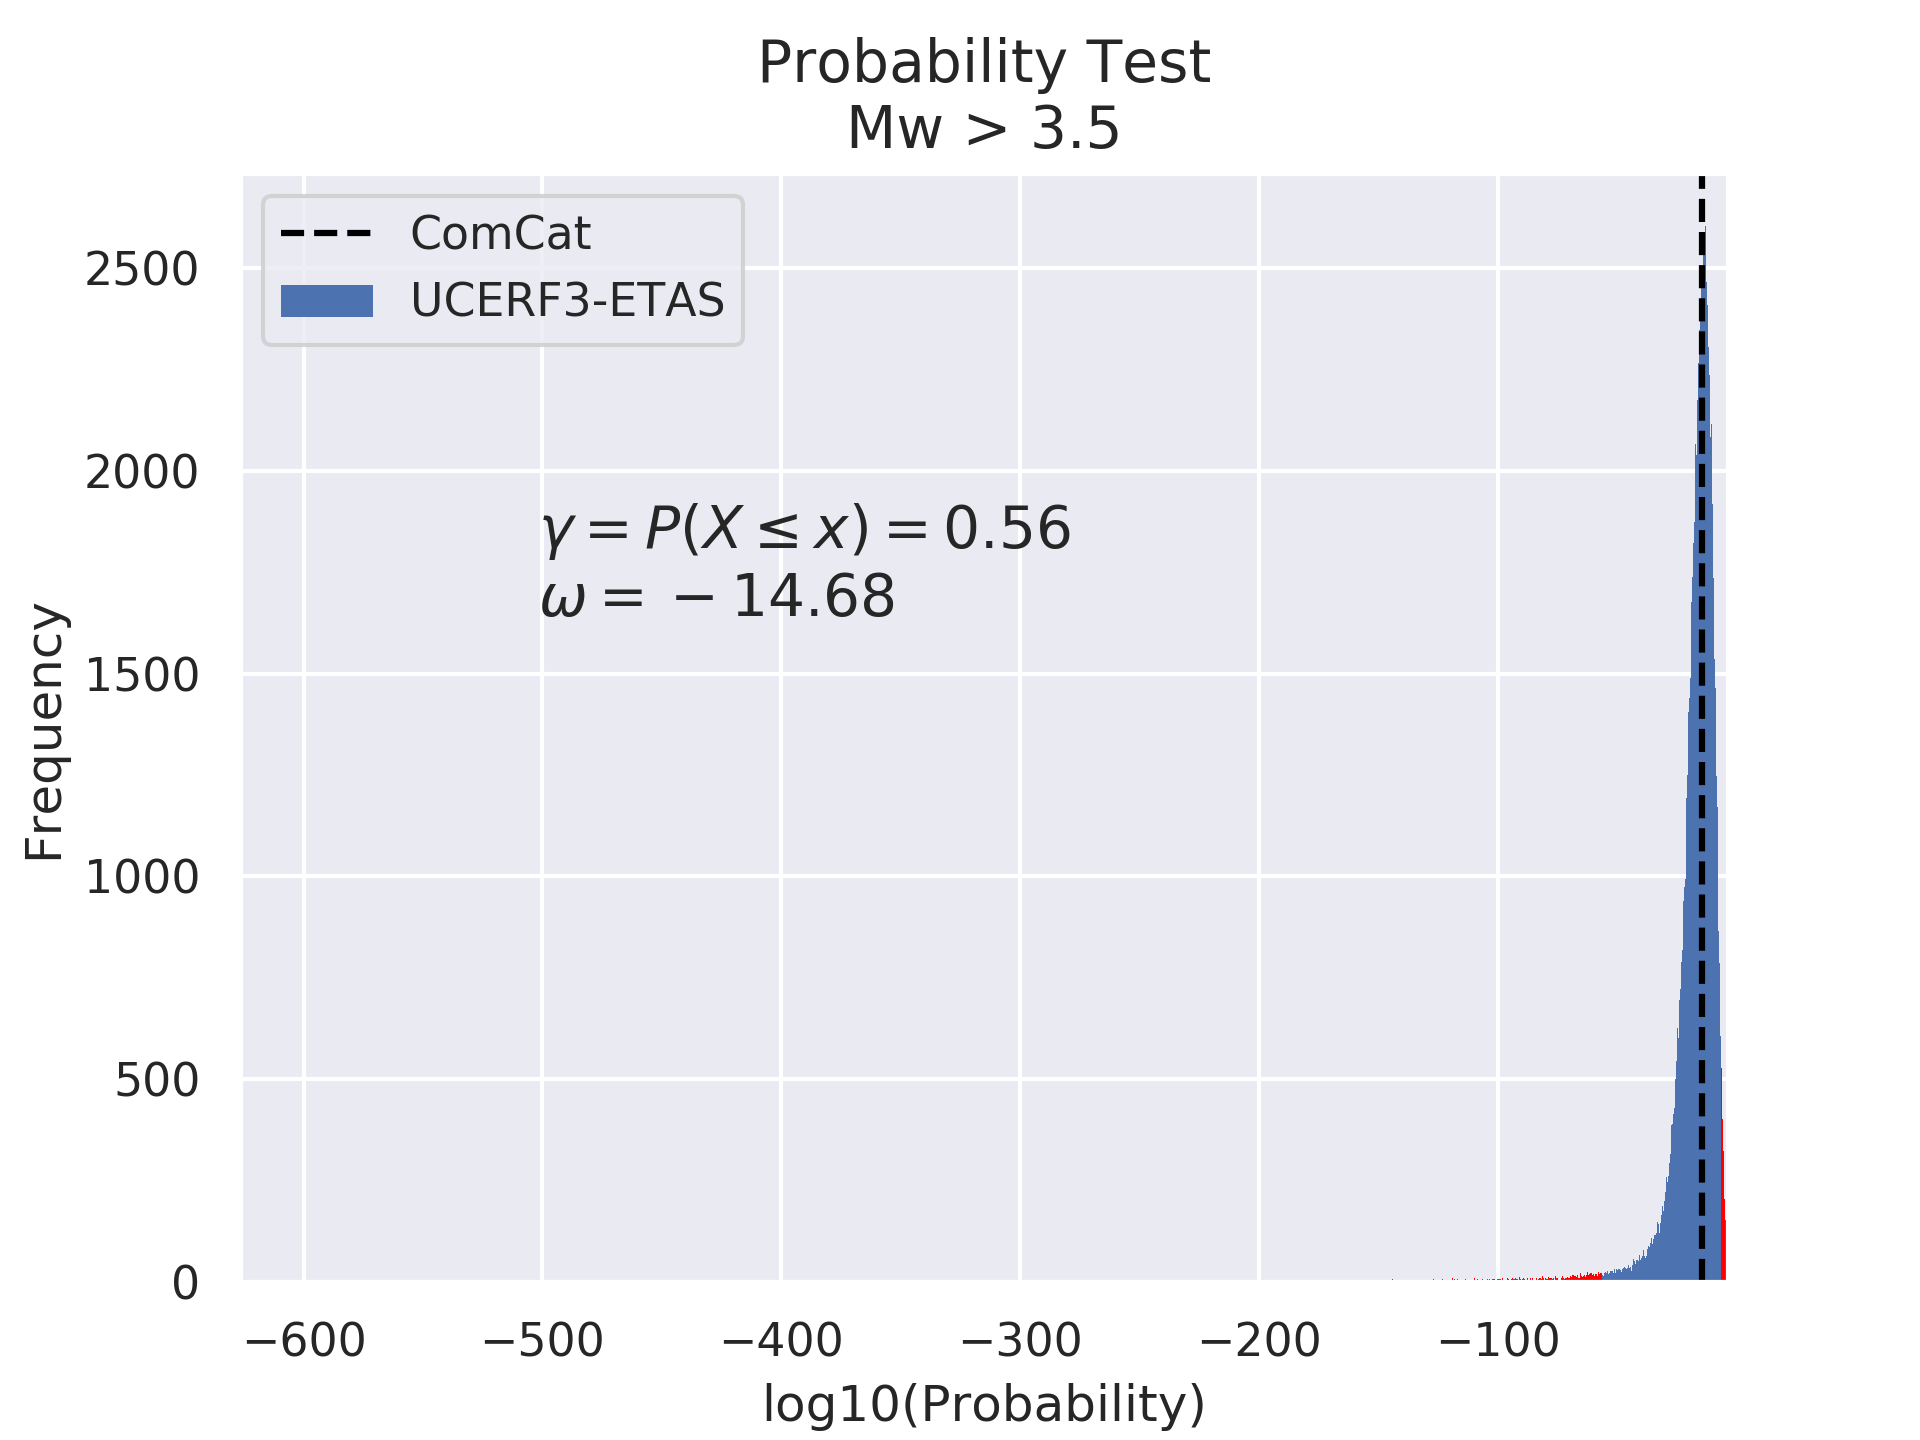 Probability Test
Mw > 3.5
ComCat
UCERF3-ETAS
γ = P(X ≤ x) = 0.56
ω = − 14.68
Frequency
2500
2000
1500
1000
500
0
−600 −500 −400 −300 −200 −100
log10(Probability)